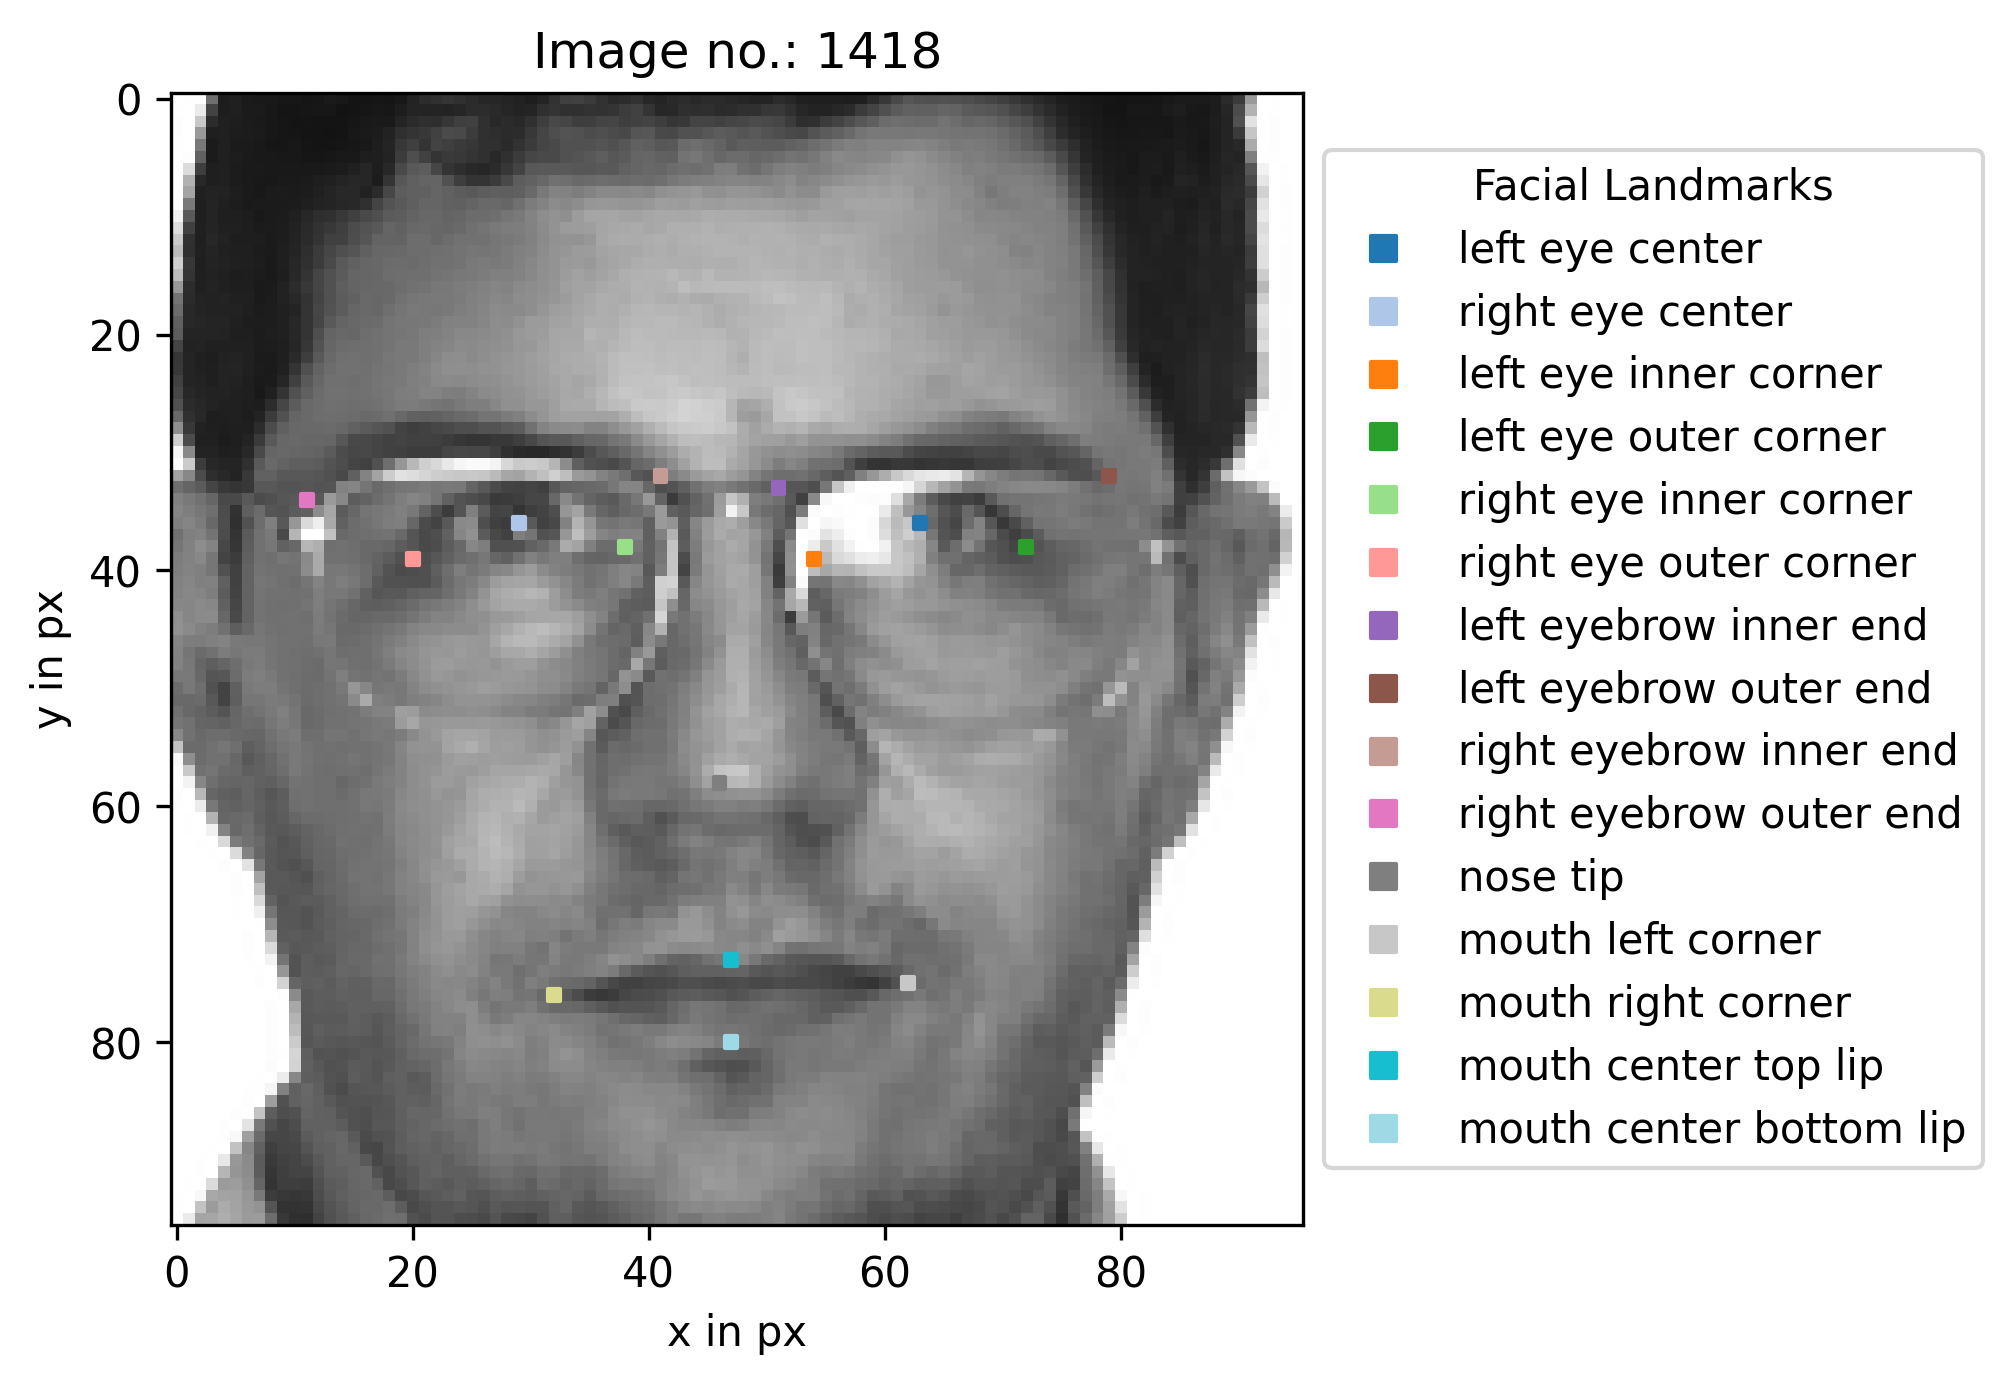 Image no.: 1418
0
20
40
60
80
y in px
0 20 40 60 80
x in px
Facial Landmarks
left eye center
right eye center
left eye inner corner
left eye outer corner
right eye inner corner
right eye outer corner
left eyebrow inner end
left eyebrow outer end
right eyebrow inner end
right eyebrow outer end
nose tip
mouth left corner
mouth right corner
mouth center top lip
mouth center bottom lip